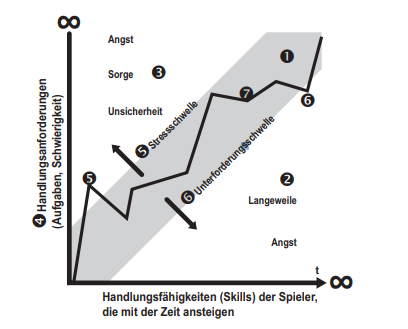 ∞
Angst
❶
Sorge ❸
Unsicherheit
❼
❻
❹ Handlungsanforderungen
(Aufgaben, Schwierigkeit)
❺ Stressschwelle
❺
❻ Unterforderungsschwelle
❷
Langeweile
Angst
t
∞
Handlungsfähigkeiten (Skills) der Spieler,
die mit der Zeit ansteigen